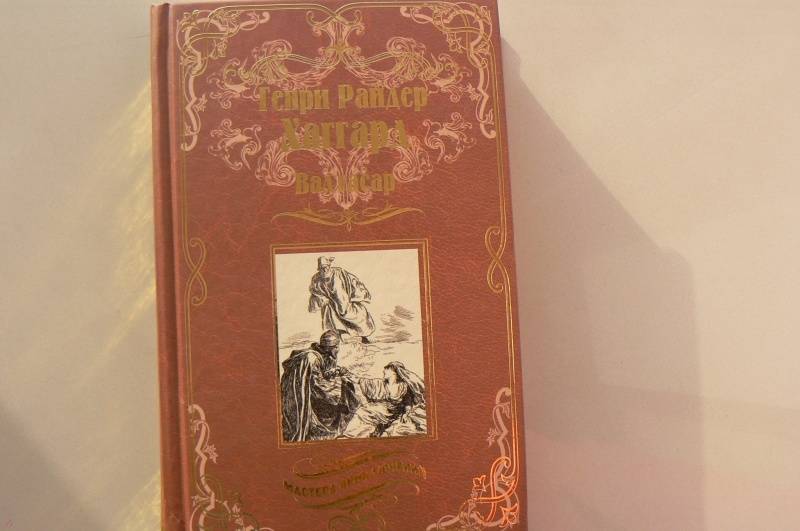 Генри Райдер
Хаггард
Валтасар
МАСТЕРА ПРИКЛЮЧЕНИЙ